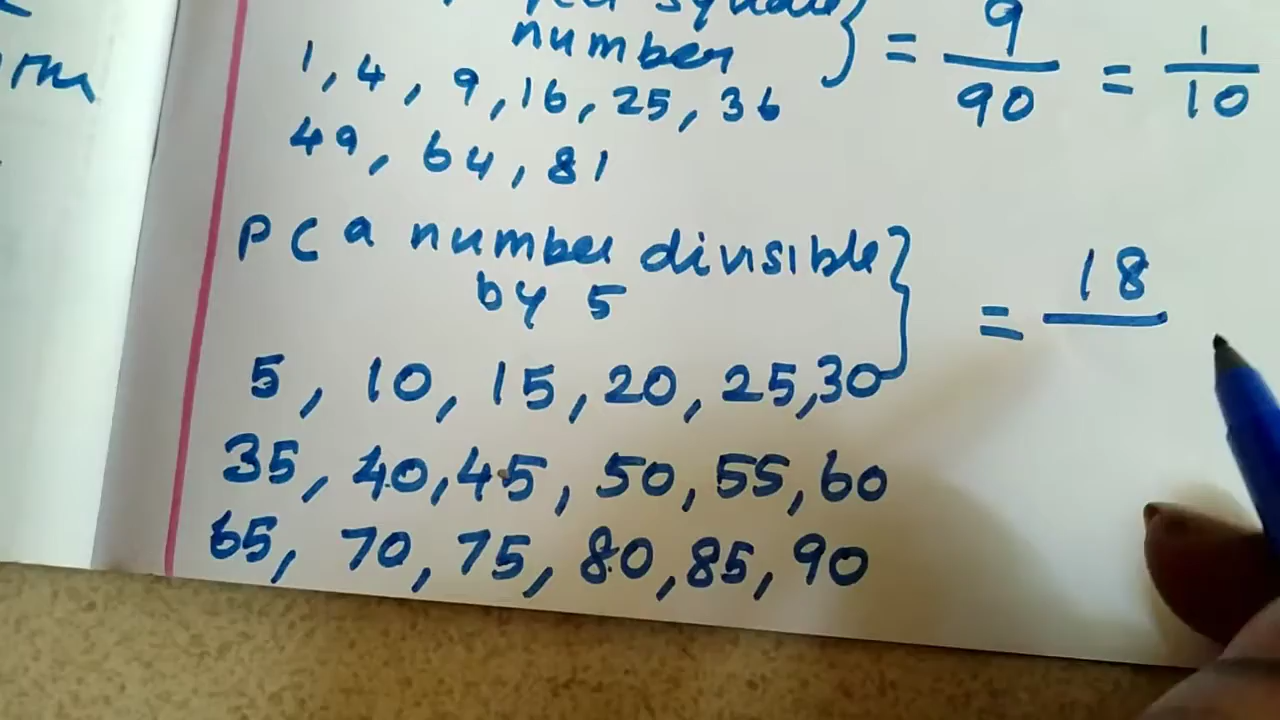 square
number } = 9/90 = 1/10
1, 4, 9, 16, 25, 36
49, 64, 81
P ( a number divisible
by 5 } = 18
5, 10, 15, 20, 25, 30
35, 40, 45, 50, 55, 60
65, 70, 75, 80, 85, 90